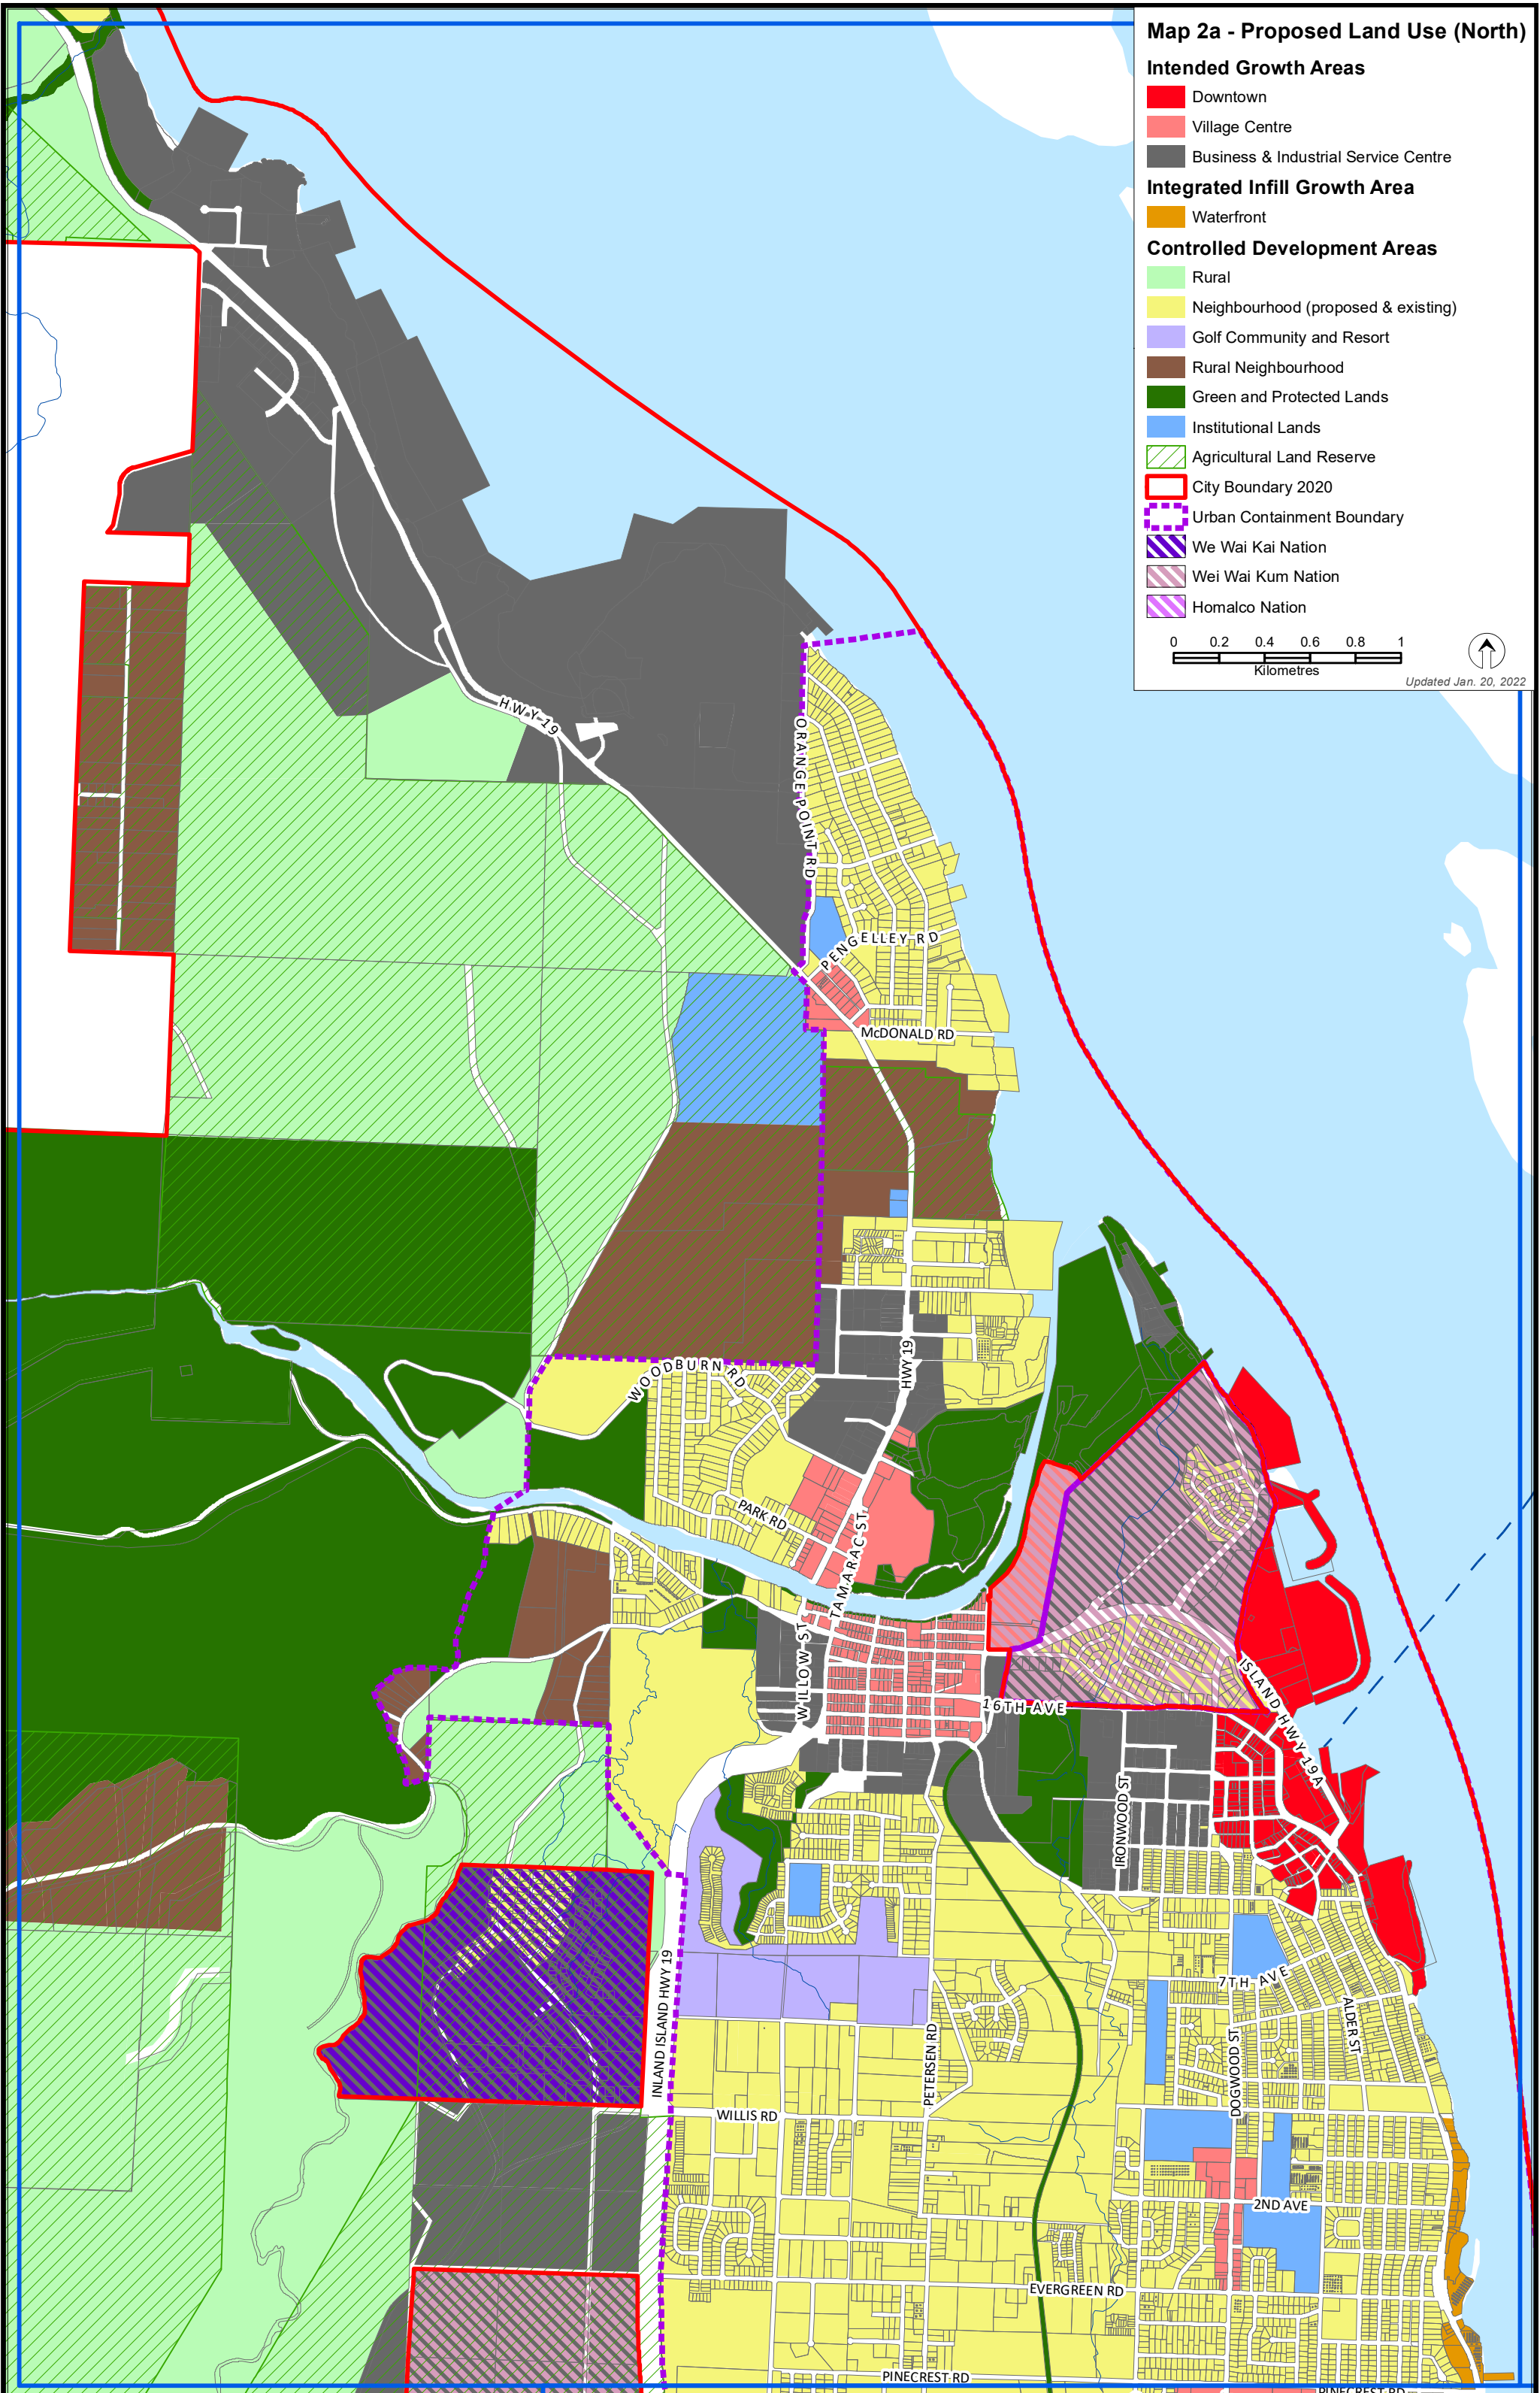 Map 2a - Proposed Land Use (North)
Intended Growth Areas
Downtown
Village Centre
Business & Industrial Service Centre
Integrated Infill Growth Area
Waterfront
Controlled Development Areas
Rural
Neighbourhood (proposed & existing)
Golf Community and Resort
Rural Neighbourhood
Green and Protected Lands
Institutional Lands
Agricultural Land Reserve
City Boundary 2020
Urban Containment Boundary
We Wai Kai Nation
Wei Wai Kum Nation
Homalco Nation
0 0.2 0.4 0.6 0.8 1
Kilometres
Updated Jan. 20, 2022
HWY 19
ORANGE POINT RD
PENGELLEY RD
McDONALD RD
HWY 19
WOODBURN RD
PARK RD
TAMARAC ST
WILLOW ST
16TH AVE
ISLAND HWY 19A
IRONWOOD ST
INLAND ISLAND HWY 19
7TH AVE
ALDER ST
PETERSEN RD
DOGWOOD ST
WILLIS RD
2ND AVE
EVERGREEN RD
PINECREST RD
PINECREST RD